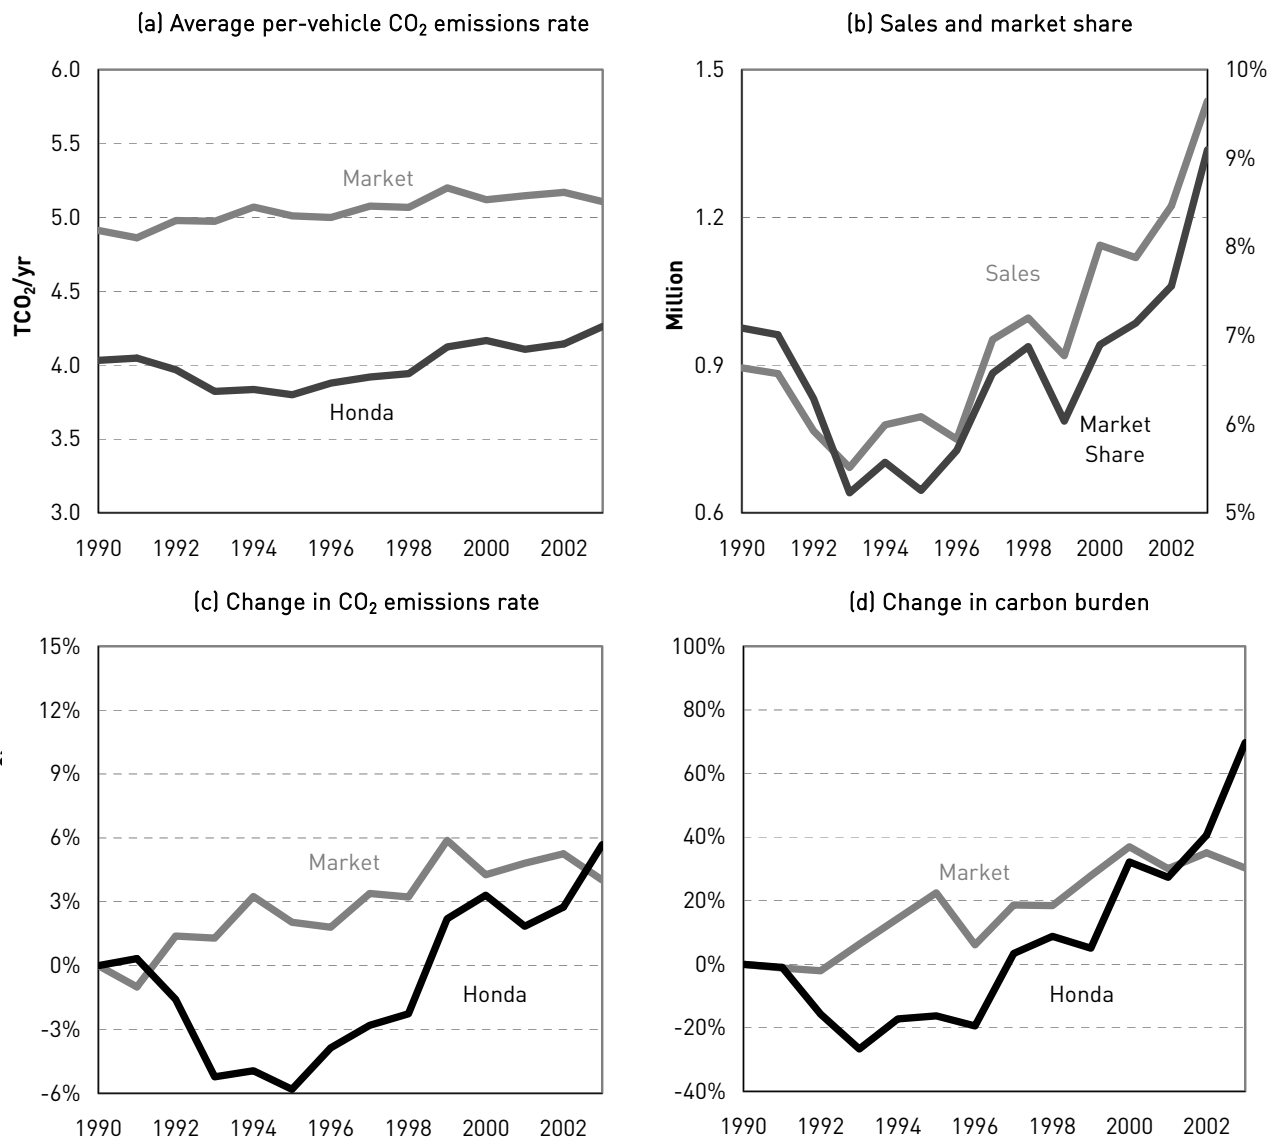 (a) Average per-vehicle CO₂ emissions rate
6.0
5.5
5.0
4.5
4.0
3.5
3.0
TCO₂/yr
Market
Honda
1990 1992 1994 1996 1998 2000 2002
(b) Sales and market share
1.5
1.2
0.9
0.6
Million
10%
9%
8%
7%
6%
5%
Sales
Market
Share
1990 1992 1994 1996 1998 2000 2002
(c) Change in CO₂ emissions rate
15%
12%
9%
6%
3%
0%
-3%
-6%
Market
Honda
1990 1992 1994 1996 1998 2000 2002
(d) Change in carbon burden
100%
80%
60%
40%
20%
0%
-20%
-40%
Market
Honda
1990 1992 1994 1996 1998 2000 2002